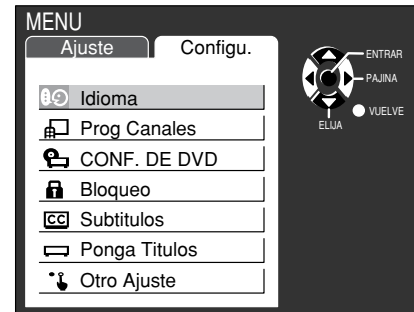 MENU
Ajuste Configu.
ENTRAR
PAJINA
VUELVE
ELIJA
Idioma
Prog Canales
CONF. DE DVD
Bloqueo
CC Subtitulos
Ponga Titulos
Otro Ajuste